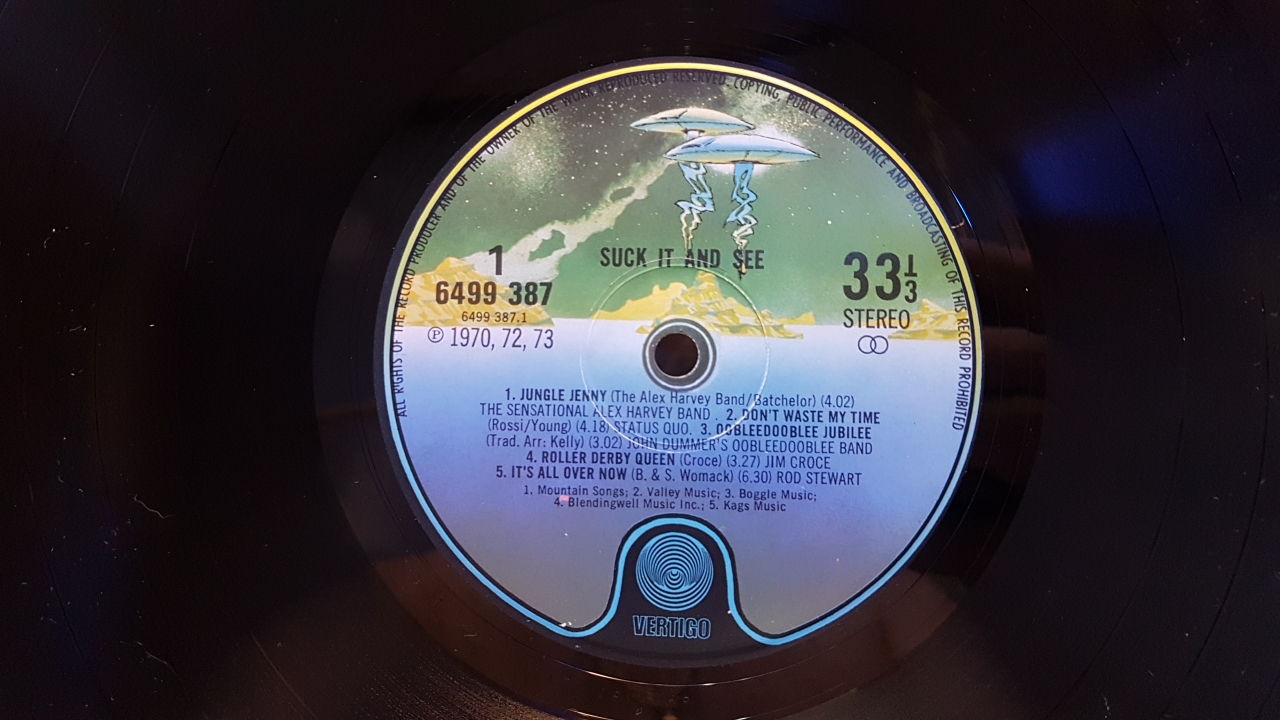 ALL RIGHTS OF THE RECORD PRODUCER AND OF THE OWNER OF THE WORK REPRODUCED RESERVED. COPYING, PUBLIC PERFORMANCE AND BROADCASTING OF THIS RECORD PROHIBITED
1
SUCK IT AND SEE
33 1/3
6499 387
6499 387.1
STEREO
℗ 1970, 72, 73
1. JUNGLE JENNY (The Alex Harvey Band/Batchelor) (4.02)
THE SENSATIONAL ALEX HARVEY BAND . 2. DON'T WASTE MY TIME
(Rossi/Young) (4.18) STATUS QUO. 3. OOBLEEDOOBLEE JUBILEE
(Trad. Arr: Kelly) (3.02) JOHN DUMMER'S OOBLEEDOOBLEE BAND
4. ROLLER DERBY QUEEN (Croce) (3.27) JIM CROCE
5. IT'S ALL OVER NOW (B. & S. Womack) (6.30) ROD STEWART
1. Mountain Songs; 2. Valley Music; 3. Boggle Music;
4. Blendingwell Music Inc.; 5. Kags Music
VERTIGO